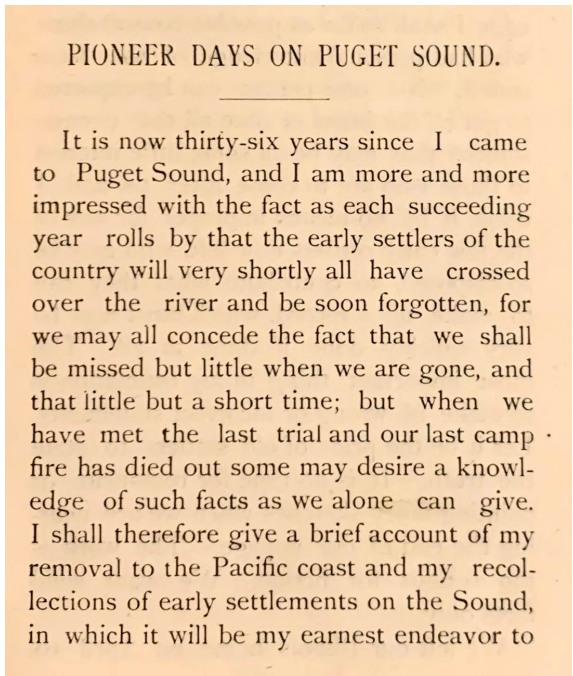 PIONEER DAYS ON PUGET SOUND.
It is now thirty-six years since I came
to Puget Sound, and I am more and more
impressed with the fact as each succeeding
year rolls by that the early settlers of the
country will very shortly all have crossed
over the river and be soon forgotten, for
we may all concede the fact that we shall
be missed but little when we are gone, and
that little but a short time; but when we
have met the last trial and our last camp
fire has died out some may desire a knowl-
edge of such facts as we alone can give.
I shall therefore give a brief account of my
removal to the Pacific coast and my recol-
lections of early settlements on the Sound,
in which it will be my earnest endeavor to